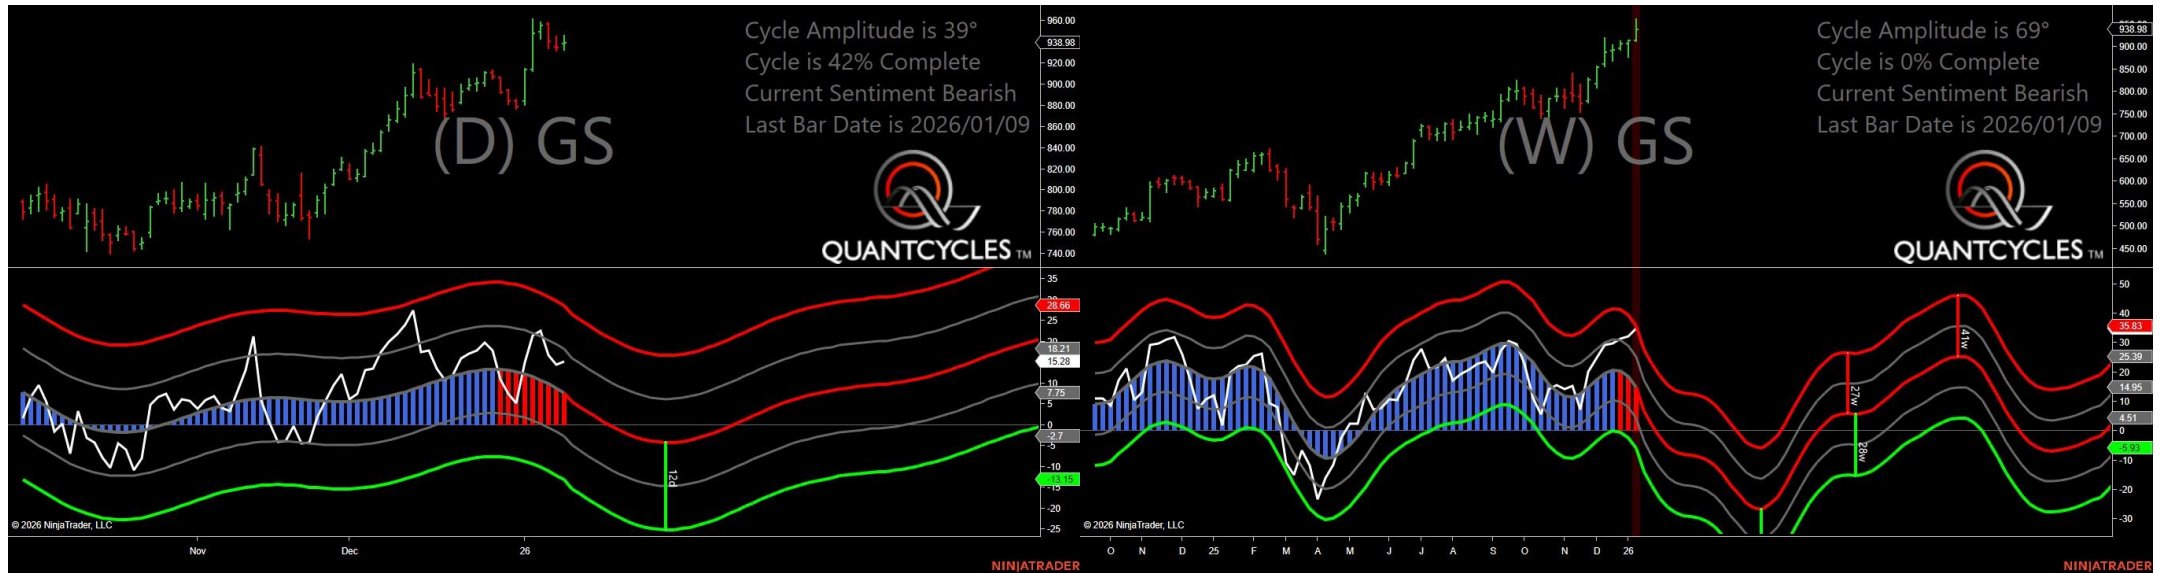 Cycle Amplitude is 39°
Cycle is 42% Complete
Current Sentiment Bearish
Last Bar Date is 2026/01/09
(D) GS
QUANTCYCLES TM
960.00
938.98
920.00
900.00
880.00
860.00
840.00
820.00
800.00
780.00
760.00
740.00
35
28.66
25
18.21
15.28
10
7.75
5
0
-2.7
-5
-10
-13.15
-15
-20
-25
12d
© 2026 NinjaTrader, LLC
Nov Dec 26
NINJATRADER
Cycle Amplitude is 69°
Cycle is 0% Complete
Current Sentiment Bearish
Last Bar Date is 2026/01/09
(W) GS
QUANTCYCLES TM
938.98
900.00
850.00
800.00
750.00
700.00
650.00
600.00
550.00
500.00
450.00
50
40
35.83
30
25.39
20
14.95
10
4.51
0
-5.93
-10
-20
-30
27w
28w
41w
© 2026 NinjaTrader, LLC
O N D 25 F M A M J J A S O N D 26
NINJATRADER